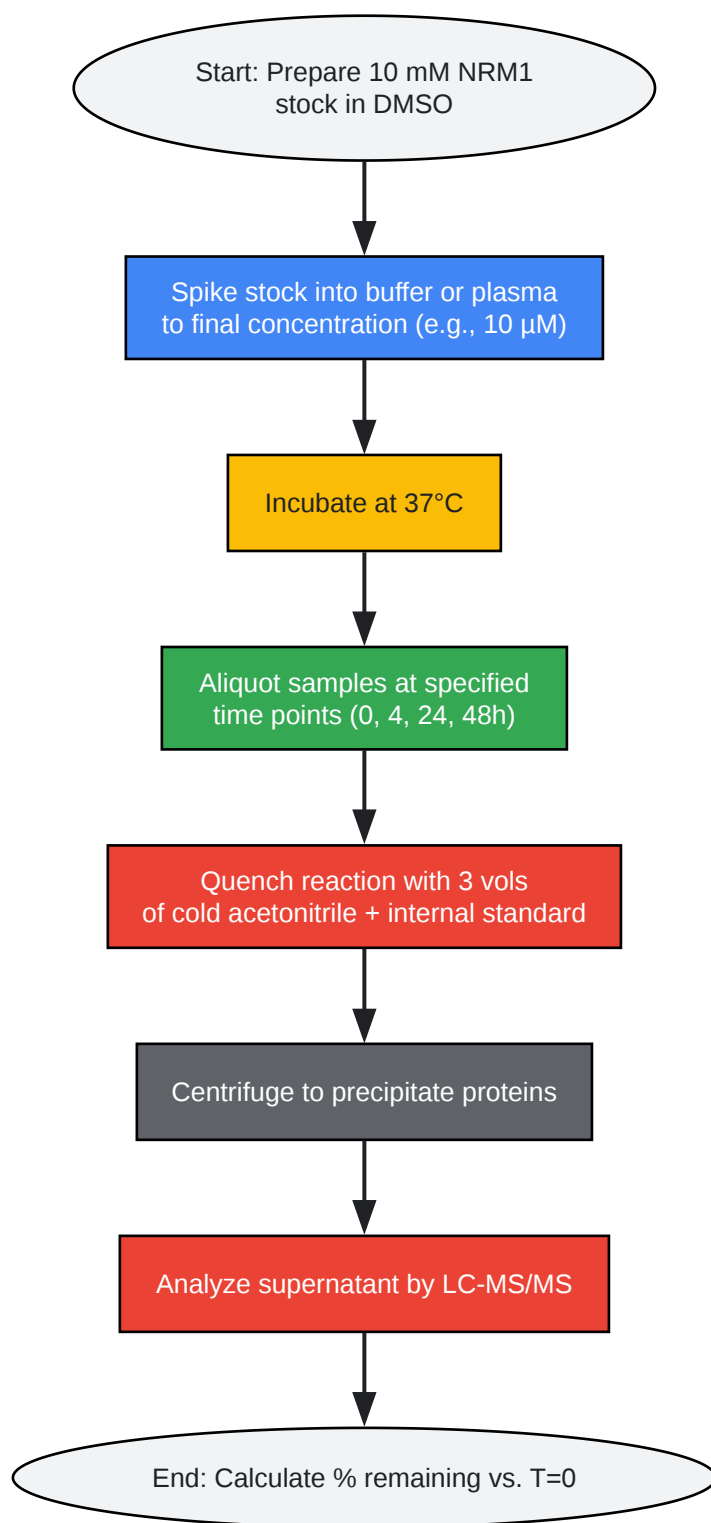 Start: Prepare 10 mM NRM1
stock in DMSO
Spike stock into buffer or plasma
to final concentration (e.g., 10 µM)
Incubate at 37°C
Aliquot samples at specified
time points (0, 4, 24, 48h)
Quench reaction with 3 vols
of cold acetonitrile + internal standard
Centrifuge to precipitate proteins
Analyze supernatant by LC-MS/MS
End: Calculate % remaining vs. T=0